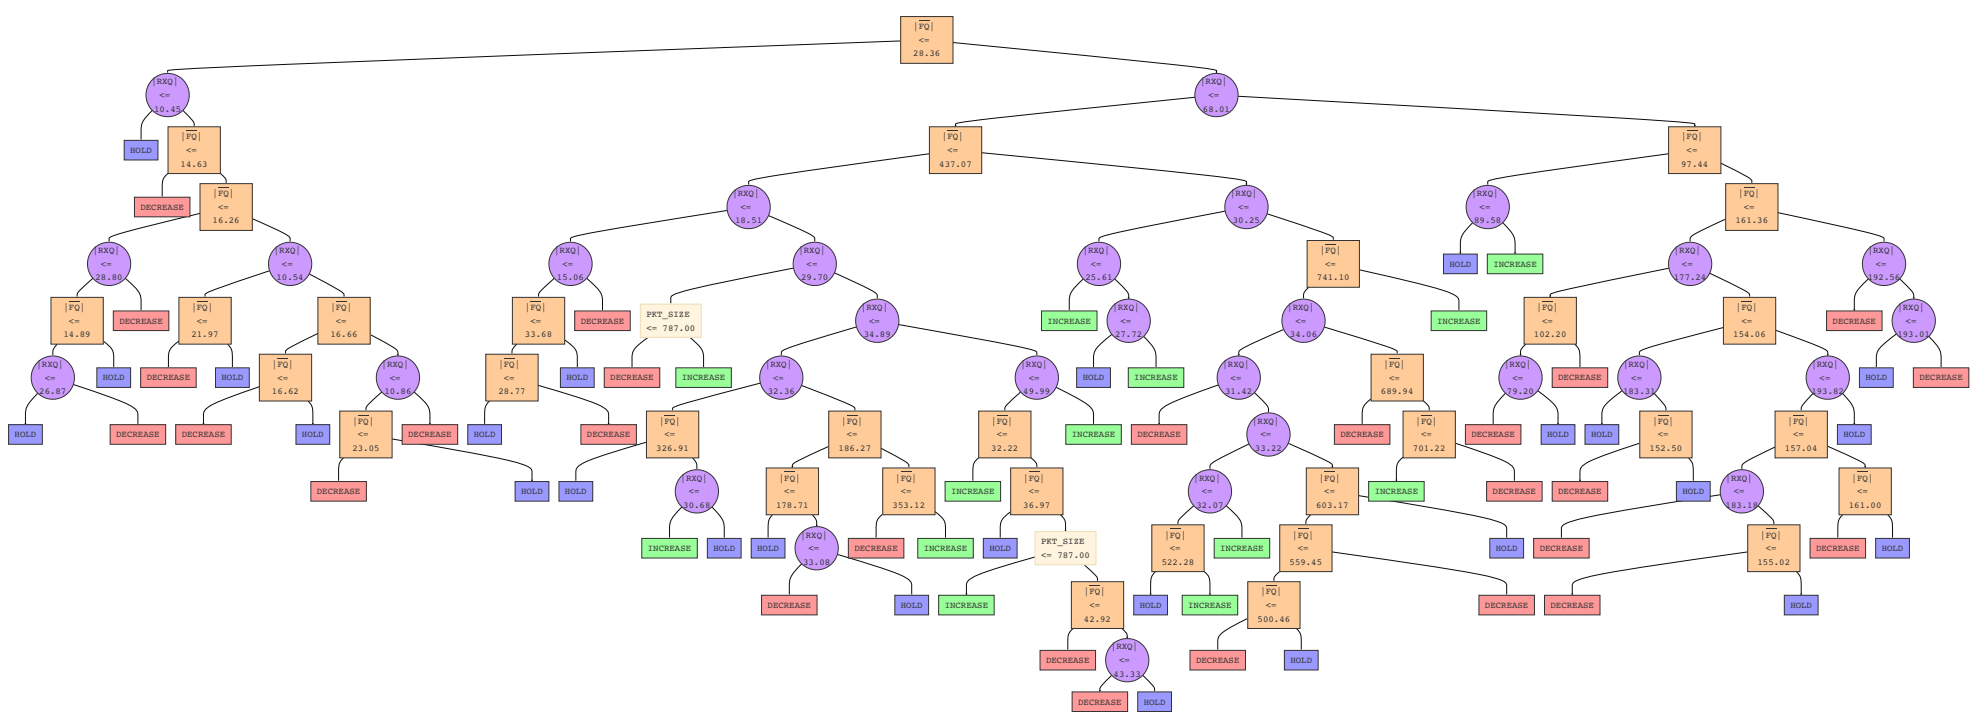 |FQ|
<=
28.36
|RXQ|
<=
10.45
|RXQ|
<=
68.01
HOLD
|FQ|
<=
14.63
|FQ|
<=
437.07
|FQ|
<=
97.44
DECREASE
|FQ|
<=
16.26
|RXQ|
<=
18.51
|RXQ|
<=
30.25
|RXQ|
<=
89.58
|FQ|
<=
161.36
|RXQ|
<=
28.80
|RXQ|
<=
10.54
|RXQ|
<=
15.06
|RXQ|
<=
29.70
|RXQ|
<=
25.61
|FQ|
<=
741.10
HOLD
INCREASE
|RXQ|
<=
177.24
|RXQ|
<=
192.56
|FQ|
<=
14.89
DECREASE
|FQ|
<=
21.97
|FQ|
<=
16.66
|FQ|
<=
33.68
DECREASE
PKT_SIZE
<= 787.00
|RXQ|
<=
34.89
INCREASE
|RXQ|
<=
27.72
|RXQ|
<=
34.06
INCREASE
|FQ|
<=
102.20
|FQ|
<=
154.06
DECREASE
|RXQ|
<=
193.01
|RXQ|
<=
26.87
HOLD
DECREASE
HOLD
|FQ|
<=
16.62
|RXQ|
<=
10.86
|FQ|
<=
28.77
HOLD
DECREASE
INCREASE
|RXQ|
<=
32.36
|RXQ|
<=
49.99
HOLD
INCREASE
|RXQ|
<=
31.42
|FQ|
<=
689.94
|RXQ|
<=
79.20
DECREASE
|RXQ|
<=
183.31
|RXQ|
<=
193.82
HOLD
DECREASE
HOLD
DECREASE
DECREASE
HOLD
|FQ|
<=
23.05
DECREASE
HOLD
DECREASE
|FQ|
<=
326.91
|FQ|
<=
186.27
|FQ|
<=
32.22
INCREASE
DECREASE
|RXQ|
<=
33.22
DECREASE
|FQ|
<=
701.22
DECREASE
HOLD
HOLD
|FQ|
<=
152.50
|FQ|
<=
157.04
HOLD
DECREASE
HOLD
HOLD
|RXQ|
<=
30.68
|FQ|
<=
178.71
|FQ|
<=
353.12
INCREASE
|FQ|
<=
36.97
|RXQ|
<=
32.07
|FQ|
<=
603.17
INCREASE
DECREASE
DECREASE
HOLD
|RXQ|
<=
183.18
|FQ|
<=
161.00
INCREASE
HOLD
HOLD
|RXQ|
<=
33.08
DECREASE
INCREASE
HOLD
PKT_SIZE
<= 787.00
|FQ|
<=
522.28
INCREASE
|FQ|
<=
559.45
HOLD
DECREASE
|FQ|
<=
155.02
DECREASE
HOLD
DECREASE
HOLD
INCREASE
|FQ|
<=
42.92
HOLD
INCREASE
|FQ|
<=
500.46
DECREASE
DECREASE
HOLD
DECREASE
|RXQ|
<=
43.33
DECREASE
HOLD
DECREASE
HOLD